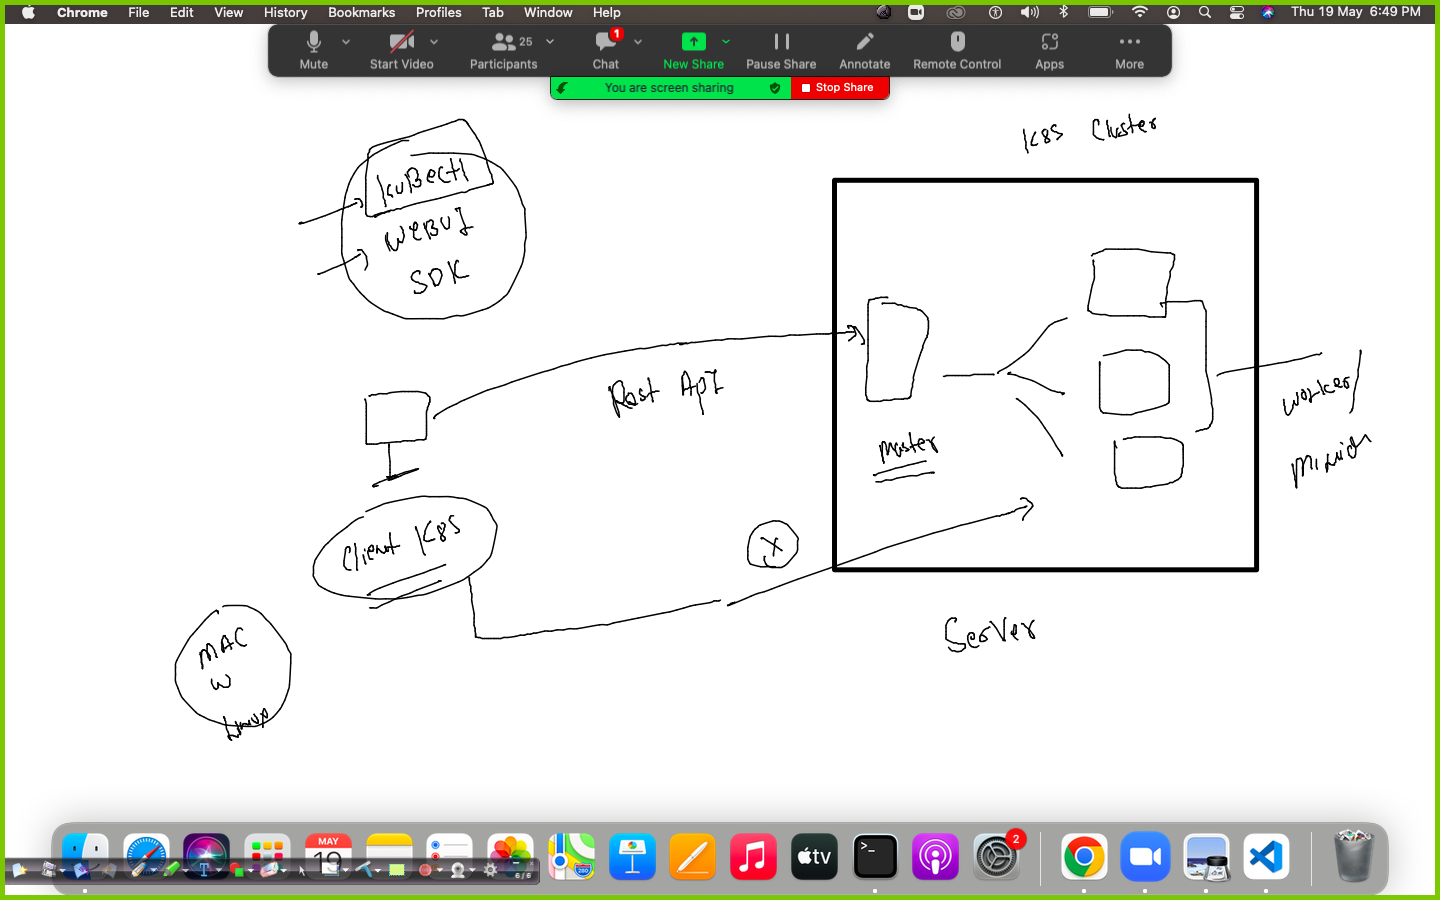 Chrome File Edit View History Bookmarks Profiles Tab Window Help Thu 19 May 6:49 PM
Mute Start Video Participants 25 Chat 1 New Share Pause Share Annotate Remote Control Apps More
You are screen sharing Stop Share
K8S Cluster
KuBectl
WEBUI
SDK
Rest ApI
master
worker/
Client K8S
X
Server
MAC
W
Linux
MAY
19
280
tv
>_
2
6/6